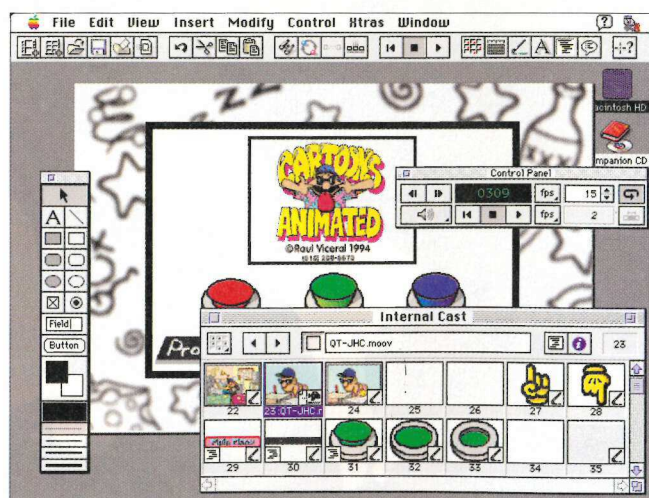 File Edit View Insert Modify Control Xtras Window
acintosh HD
mpanion CD
CARTOONS
ANIMATED
©Raul Viceral 1994
Control Panel
0309 fps 15
fps 2
A
Field
Button
Pro
Internal Cast
QT-JHC.moov 23
22 23:QT-JHC.r 24 25 26 27 28
29 30 31 32 33 34 35